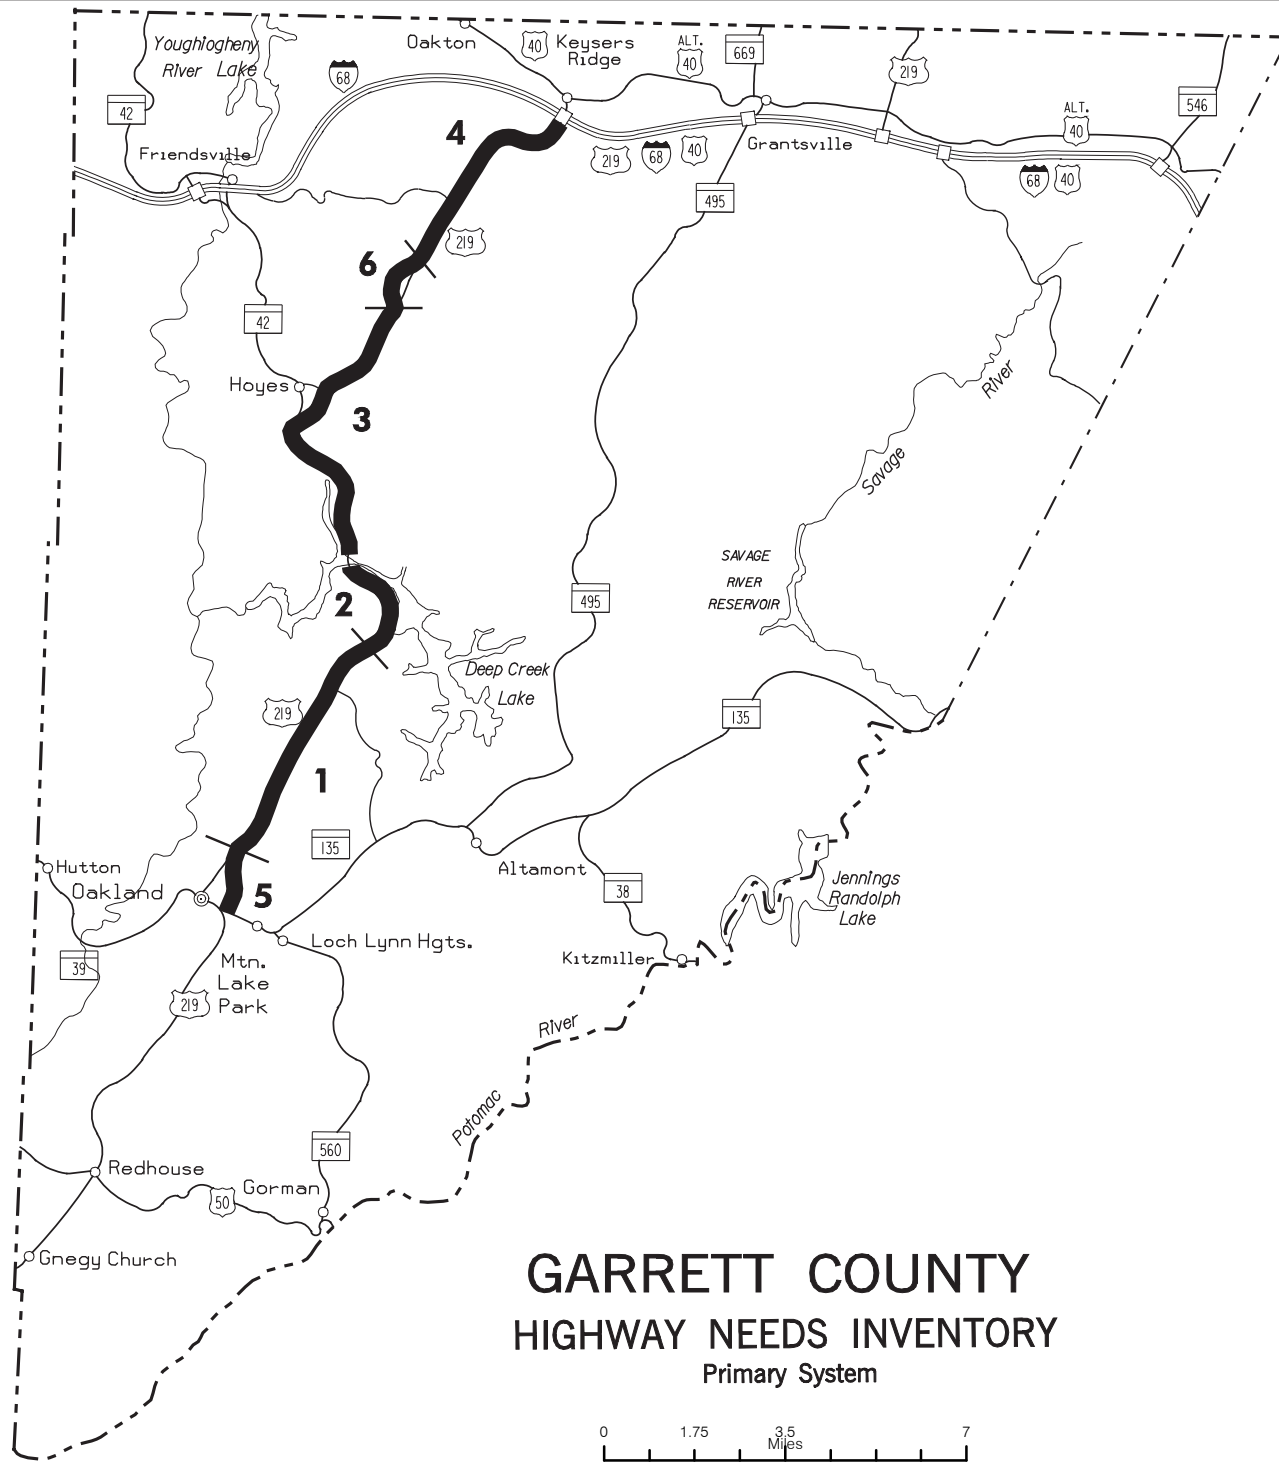 Youghiogheny
River Lake
Oakton
40
Keysers
Ridge
ALT.
40
669
219
68
42
546
ALT.
40
4
Friendsville
Grantsville
219
68
40
68
40
495
219
6
42
Hoyes
3
River
Savage
SAVAGE
RIVER
RESERVOIR
2
495
Deep Creek
Lake
219
135
1
135
Hutton
Oakland
5
Altamont
38
Jennings
Randolph
Lake
Loch Lynn Hgts.
39
Mtn.
Lake
Park
219
Kitzmiller
River
Potomac
560
Redhouse
Gorman
50
Gnegy Church
GARRETT COUNTY
HIGHWAY NEEDS INVENTORY
Primary System
0 1.75 3.5 7
Miles